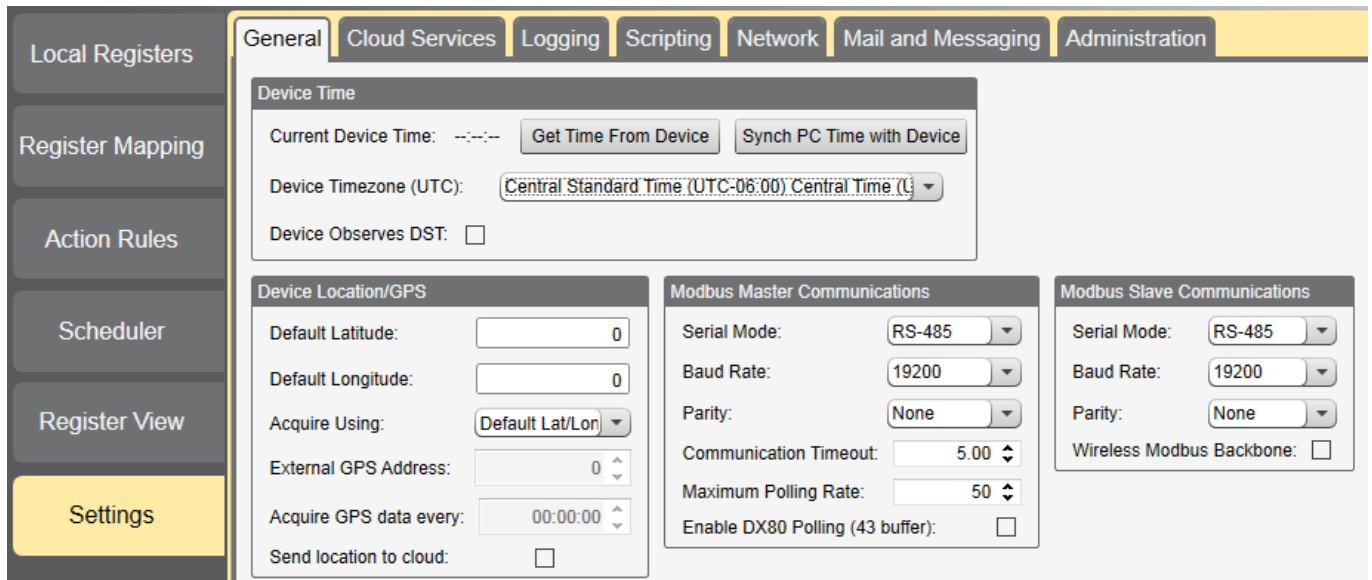 Local Registers
Register Mapping
Action Rules
Scheduler
Register View
Settings
General Cloud Services Logging Scripting Network Mail and Messaging Administration
Device Time
Current Device Time: --:--:-- Get Time From Device Synch PC Time with Device
Device Timezone (UTC): Central Standard Time (UTC-06:00) Central Time (U
Device Observes DST:
Device Location/GPS
Default Latitude: 0
Default Longitude: 0
Acquire Using: Default Lat/Lon
External GPS Address: 0
Acquire GPS data every: 00:00:00
Send location to cloud:
Modbus Master Communications
Serial Mode: RS-485
Baud Rate: 19200
Parity: None
Communication Timeout: 5.00
Maximum Polling Rate: 50
Enable DX80 Polling (43 buffer):
Modbus Slave Communications
Serial Mode: RS-485
Baud Rate: 19200
Parity: None
Wireless Modbus Backbone: